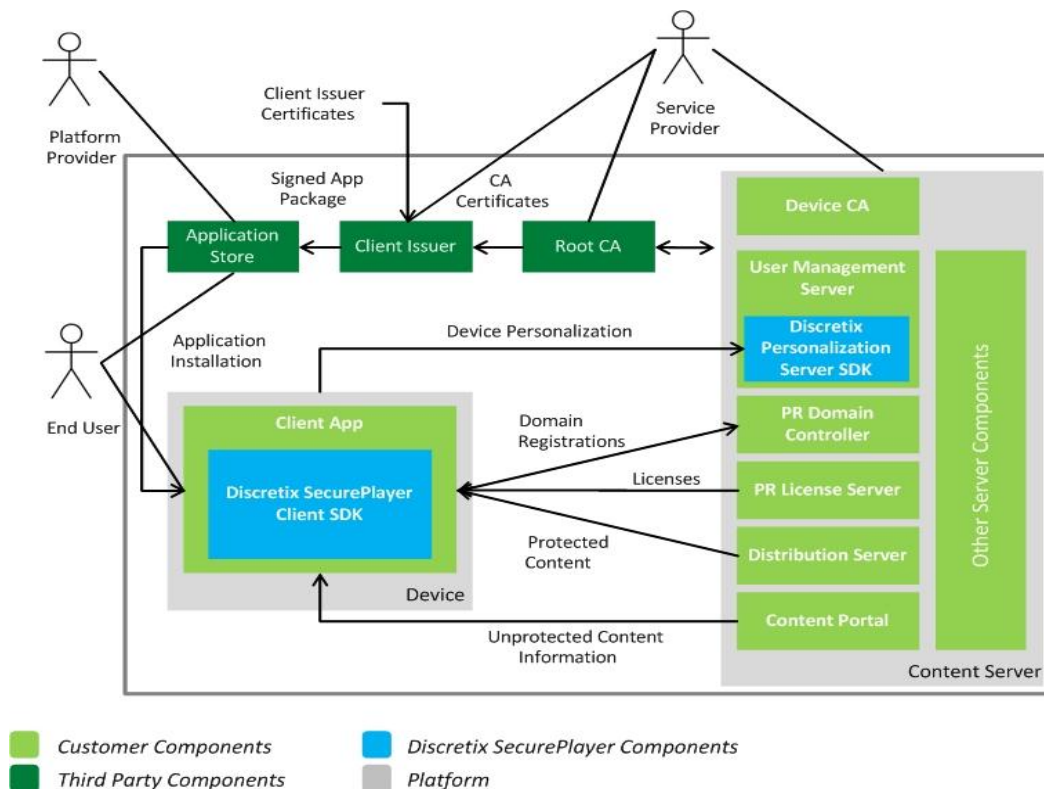 Platform
Provider
Client Issuer
Certificates
Service
Provider
Signed App
Package
CA
Certificates
Application
Store
Client Issuer
Root CA
Device CA
User Management
Server
Discretix
Personalization
Server SDK
Device Personalization
Application
Installation
End User
Client App
Discretix SecurePlayer
Client SDK
Device
Domain
Registrations
PR Domain
Controller
Licenses
PR License Server
Protected
Content
Distribution Server
Unprotected Content
Information
Content Portal
Other Server Components
Content Server
Customer Components
Discretix SecurePlayer Components
Third Party Components
Platform